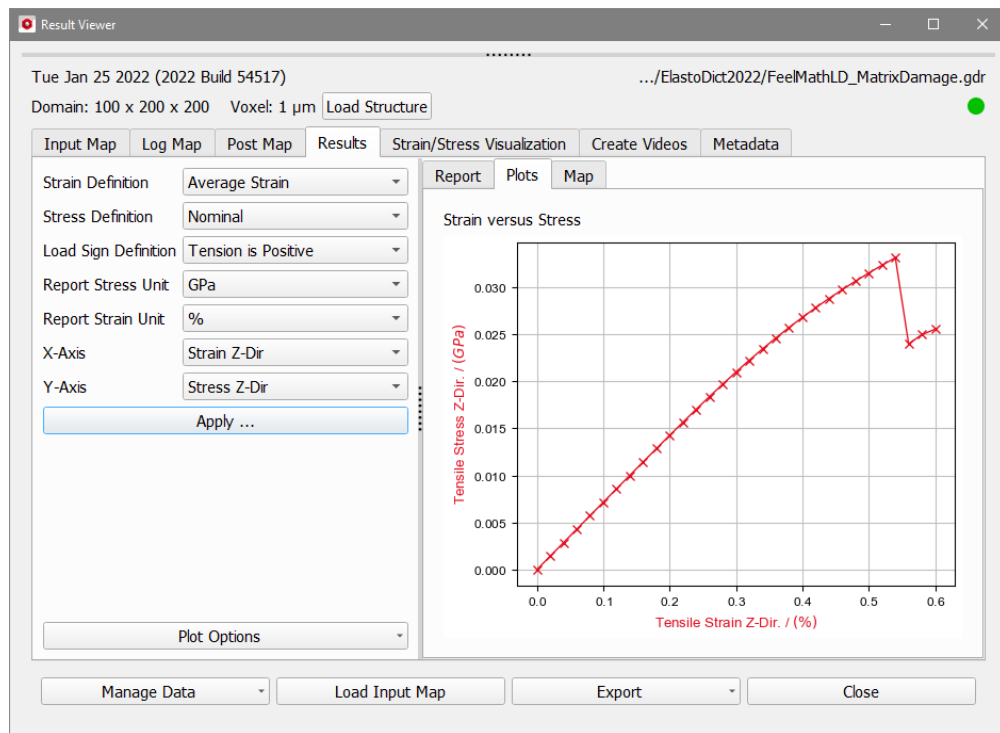 Result Viewer
Tue Jan 25 2022 (2022 Build 54517)
.../ElastoDict2022/FeelMathLD_MatrixDamage.gdr
Domain: 100 x 200 x 200 Voxel: 1 µm Load Structure
Input Map Log Map Post Map Results Strain/Stress Visualization Create Videos Metadata
Strain Definition Average Strain
Stress Definition Nominal
Load Sign Definition Tension is Positive
Report Stress Unit GPa
Report Strain Unit %
X-Axis Strain Z-Dir
Y-Axis Stress Z-Dir
Apply ...
Plot Options
Report Plots Map
Strain versus Stress
Tensile Stress Z-Dir. / (GPa)
0.030
0.025
0.020
0.015
0.010
0.005
0.000
0.0 0.1 0.2 0.3 0.4 0.5 0.6
Tensile Strain Z-Dir. / (%)
Manage Data Load Input Map Export Close